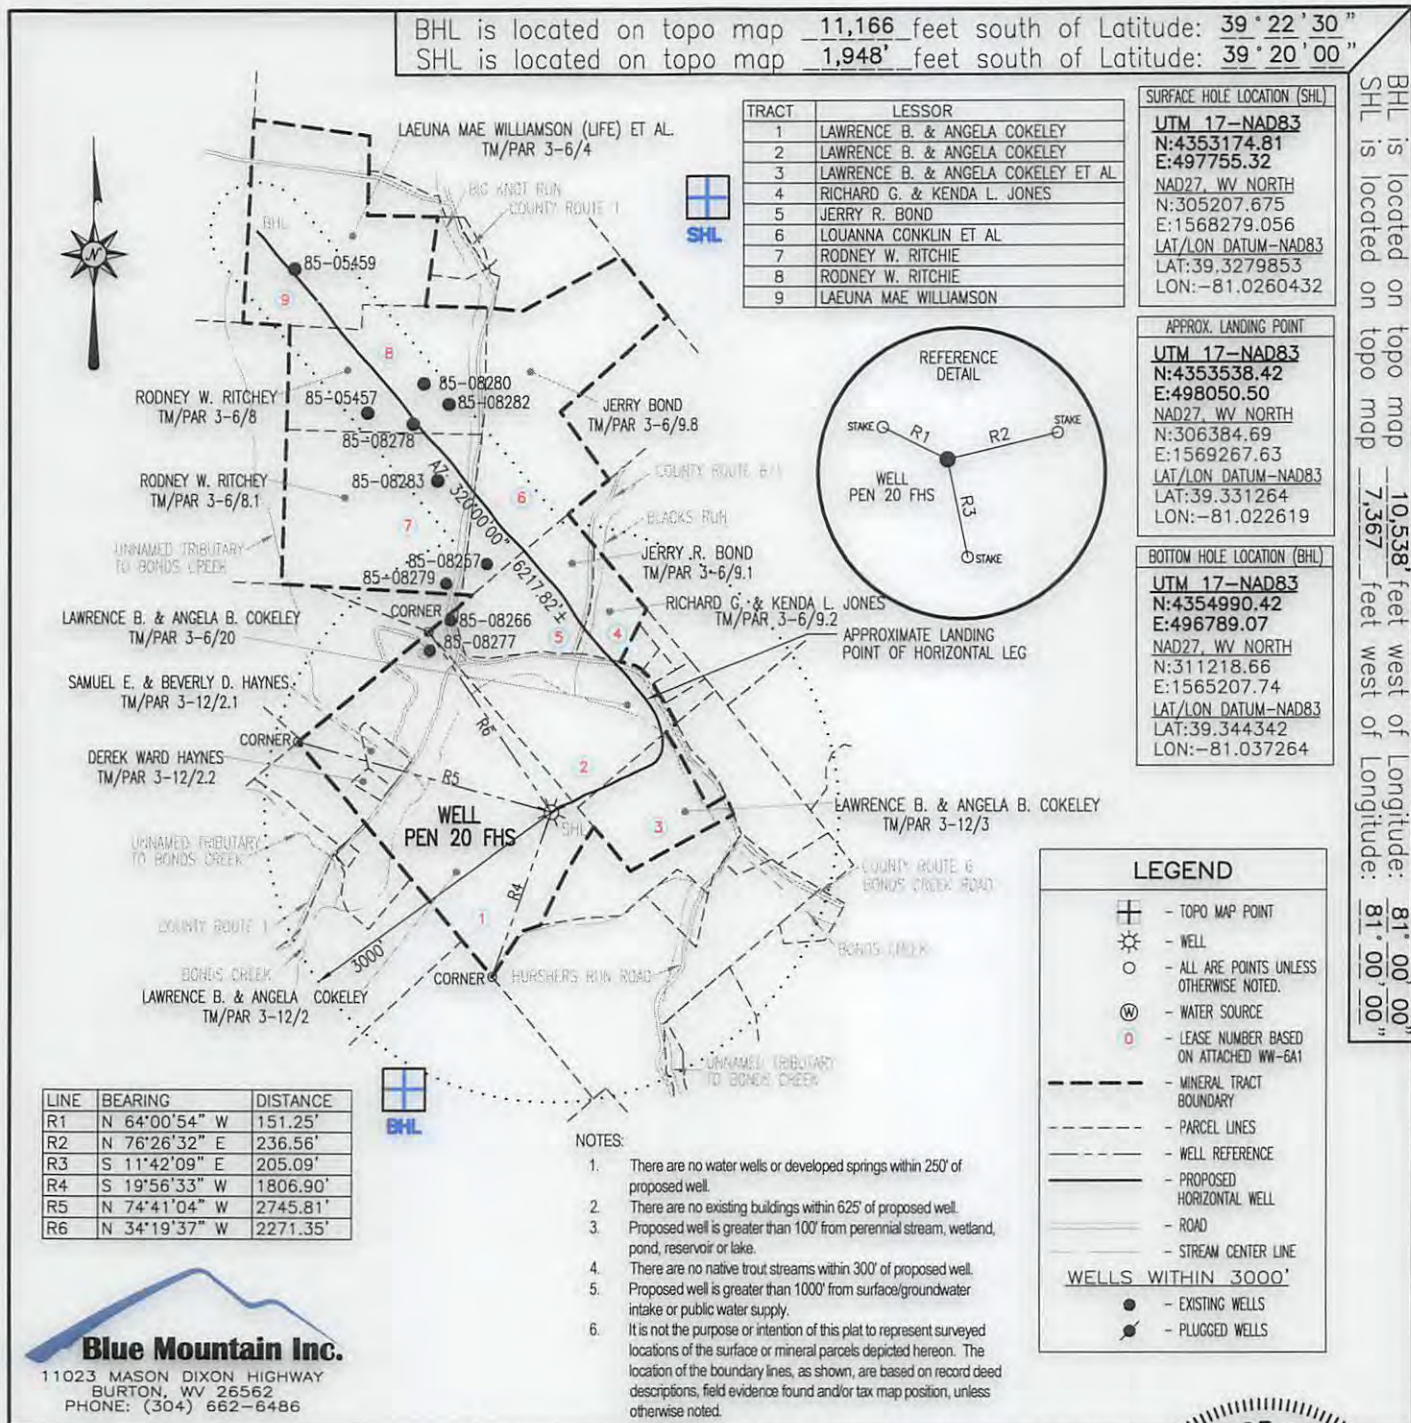 BHL is located on topo map 11,166 feet south of Latitude: 39°22'30"
SHL is located on topo map 1,948' feet south of Latitude: 39°20'00"
BHL is located on topo map 10,538' feet west of Longitude: 81°00'00"
SHL is located on topo map 7,367 feet west of Longitude: 81°00'00"
TRACT LESSOR
1 LAWRENCE B. & ANGELA COKELEY
2 LAWRENCE B. & ANGELA COKELEY
3 LAWRENCE B. & ANGELA COKELEY ET AL
4 RICHARD G. & KENDA L. JONES
5 JERRY R. BOND
6 LOUANNA CONKLIN ET AL
7 RODNEY W. RITCHIE
8 RODNEY W. RITCHIE
9 LAEUNA MAE WILLIAMSON
SURFACE HOLE LOCATION (SHL)
UTM 17-NAD83
N:4353174.81
E:497755.32
NAD27, WV NORTH
N:305207.675
E:1568279.056
LAT/LON DATUM-NAD83
LAT:39.3279853
LON:-81.0260432
APPROX. LANDING POINT
UTM 17-NAD83
N:4353538.42
E:498050.50
NAD27, WV NORTH
N:306384.69
E:1569267.63
LAT/LON DATUM-NAD83
LAT:39.331264
LON:-81.022619
BOTTOM HOLE LOCATION (BHL)
UTM 17-NAD83
N:4354990.42
E:496789.07
NAD27, WV NORTH
N:311218.66
E:1565207.74
LAT/LON DATUM-NAD83
LAT:39.344342
LON:-81.037264
LAEUNA MAE WILLIAMSON (LIFE) ET AL.
TM/PAR 3-6/4
BIG KNOT RUN
COUNTY ROUTE 1
SHL
N
BHL
85-05459
9
8
85-08280
85-08282
RODNEY W. RITCHEY
TM/PAR 3-6/8
85-05457
85-08278
JERRY BOND
TM/PAR 3-6/9.8
REFERENCE
DETAIL
STAKE
R1
R2
STAKE
WELL
PEN 20 FHS
R3
STAKE
RODNEY W. RITCHEY
TM/PAR 3-6/8.1
85-08283
AZ: 320°00'00"
6217.82'±
6
7
COUNTY ROUTE 6/1
BLACKS RUN
UNNAMED TRIBUTARY
TO BONDS CREEK
85-08257
85-08279
JERRY R. BOND
TM/PAR 3-6/9.1
RICHARD G. & KENDA L. JONES
TM/PAR 3-6/9.2
LAWRENCE B. & ANGELA B. COKELEY
TM/PAR 3-6/20
CORNER
85-08266
85-08277
5
4
APPROXIMATE LANDING
POINT OF HORIZONTAL LEG
SAMUEL E. & BEVERLY D. HAYNES
TM/PAR 3-12/2.1
CORNER
R6
DEREK WARD HAYNES
TM/PAR 3-12/2.2
R5
2
WELL
PEN 20 FHS
SHL
3
LAWRENCE B. & ANGELA B. COKELEY
TM/PAR 3-12/3
UNNAMED TRIBUTARY
TO BONDS CREEK
COUNTY ROUTE 6
BONDS CREEK ROAD
R4
1
COUNTY ROUTE 1
BONDS CREEK
3000'
BONDS CREEK
CORNER
HURSHERS RUN ROAD
LAWRENCE B. & ANGELA COKELEY
TM/PAR 3-12/2
UNNAMED TRIBUTARY
TO BONDS CREEK
BHL
LINE BEARING DISTANCE
R1 N 64°00'54" W 151.25'
R2 N 76°26'32" E 236.56'
R3 S 11°42'09" E 205.09'
R4 S 19°56'33" W 1806.90'
R5 N 74°41'04" W 2745.81'
R6 N 34°19'37" W 2271.35'
NOTES:
1. There are no water wells or developed springs within 250' of
proposed well.
2. There are no existing buildings within 625' of proposed well.
3. Proposed well is greater than 100' from perennial stream, wetland,
pond, reservoir or lake.
4. There are no native trout streams within 300' of proposed well.
5. Proposed well is greater than 1000' from surface/groundwater
intake or public water supply.
6. It is not the purpose or intention of this plat to represent surveyed
locations of the surface or mineral parcels depicted hereon. The
location of the boundary lines, as shown, are based on record deed
descriptions, field evidence found and/or tax map position, unless
otherwise noted.
LEGEND
- TOPO MAP POINT
- WELL
- ALL ARE POINTS UNLESS
OTHERWISE NOTED.
W - WATER SOURCE
0 - LEASE NUMBER BASED
ON ATTACHED WW-6A1
- MINERAL TRACT
BOUNDARY
- PARCEL LINES
- WELL REFERENCE
- PROPOSED
HORIZONTAL WELL
- ROAD
- STREAM CENTER LINE
WELLS WITHIN 3000'
- EXISTING WELLS
- PLUGGED WELLS
Blue Mountain Inc.
11023 MASON DIXON HIGHWAY
BURTON, WV 26562
PHONE: (304) 662-6486